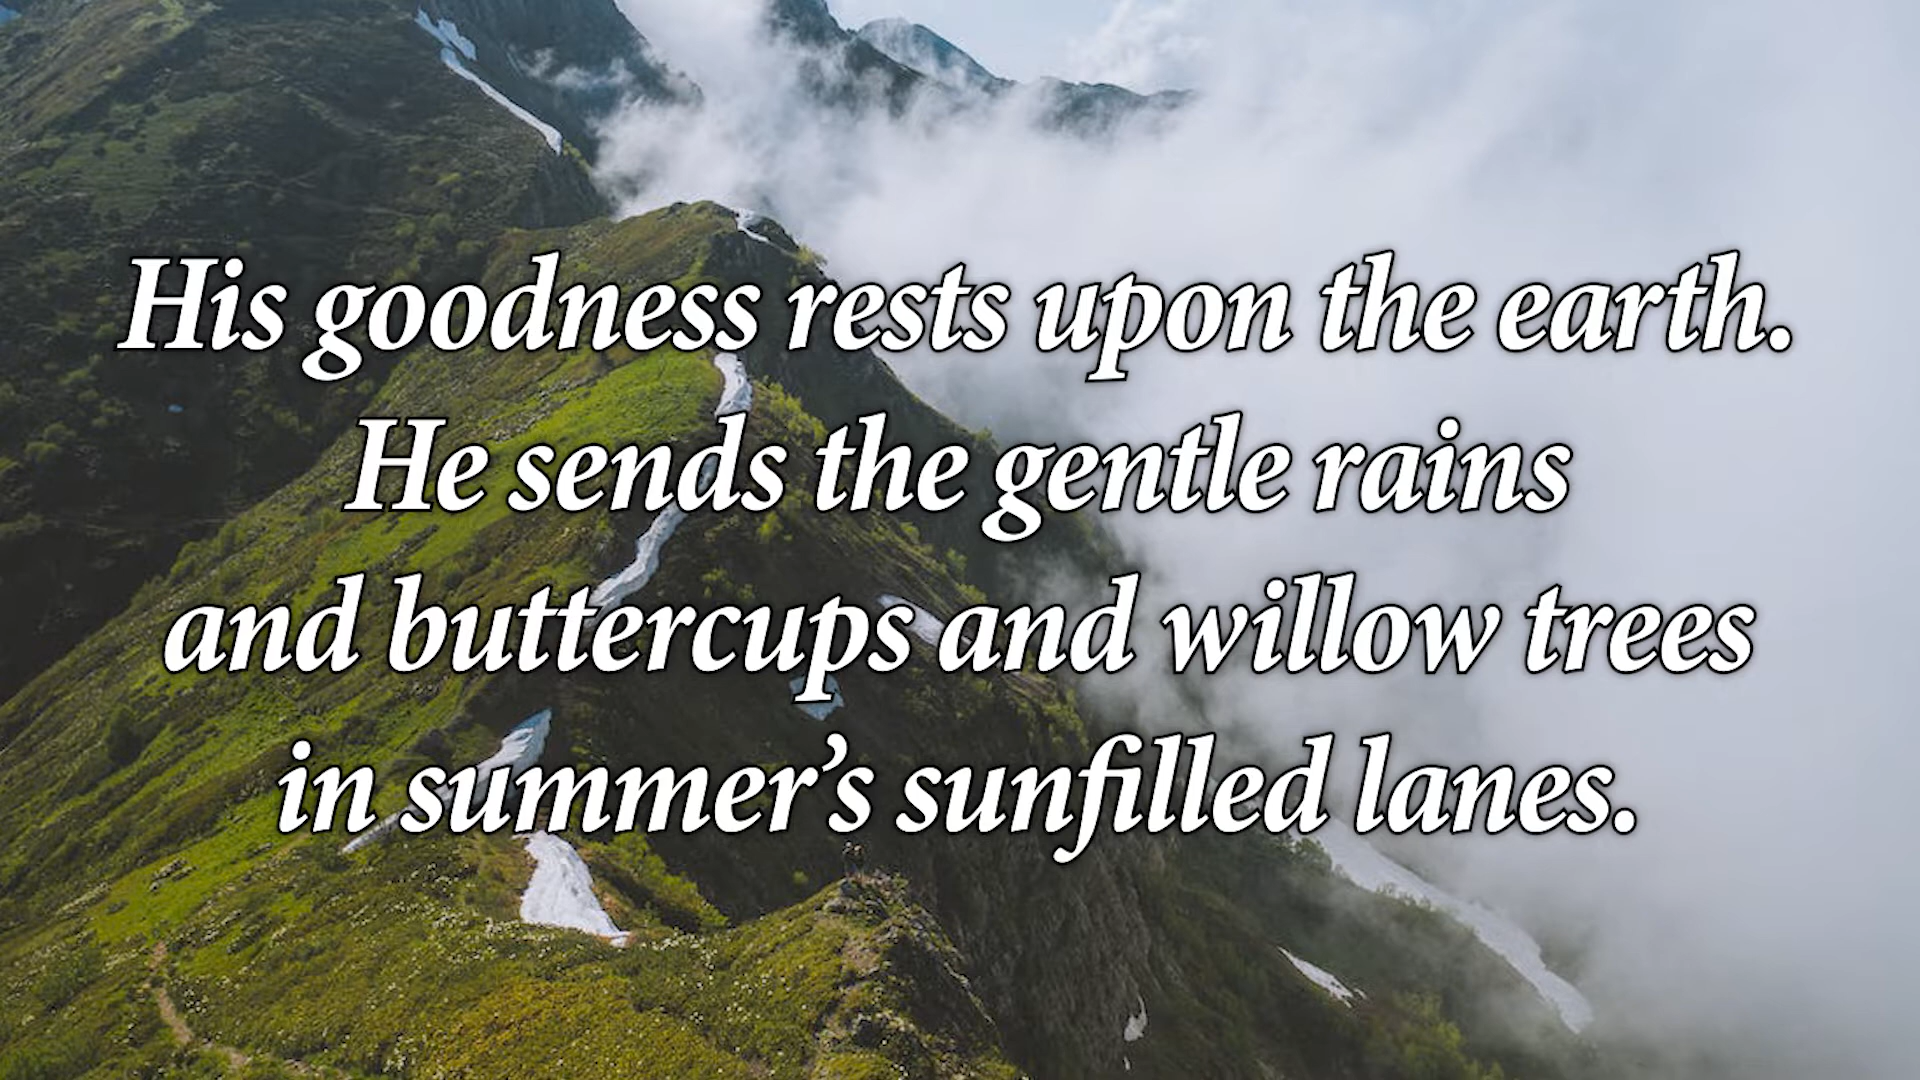 His goodness rests upon the earth.
He sends the gentle rains
and buttercups and willow trees
in summer’s sunfilled lanes.